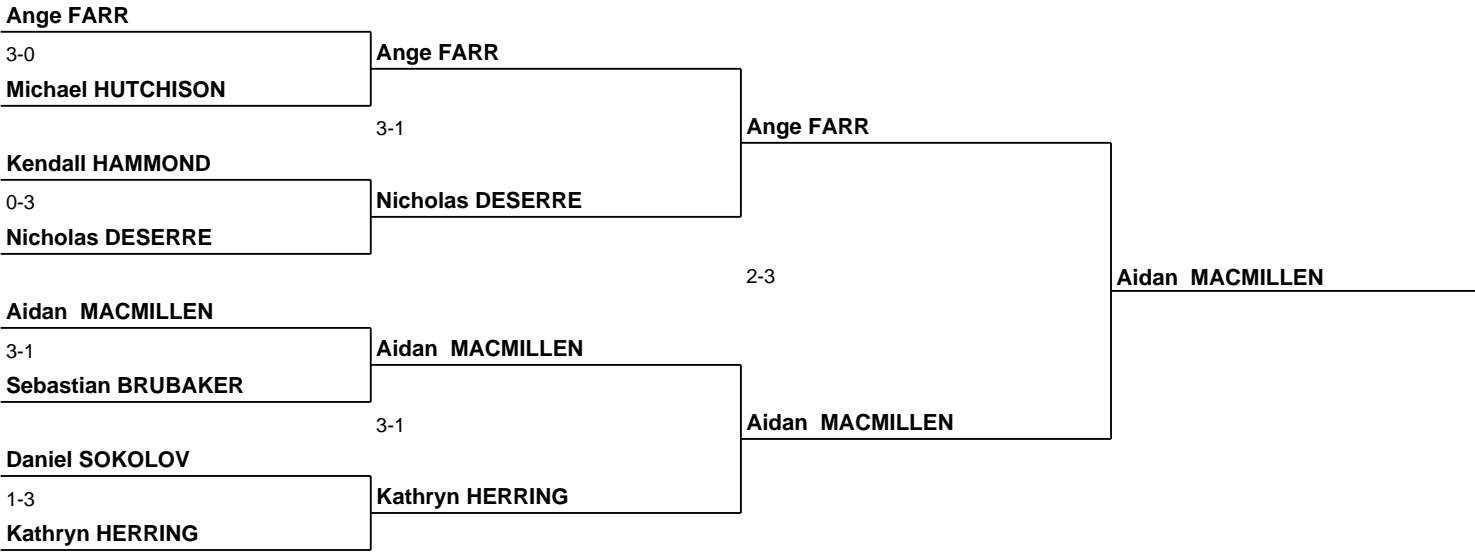 Ange FARR
3-0
Michael HUTCHISON
Ange FARR
3-1
Kendall HAMMOND
0-3
Nicholas DESERRE
Nicholas DESERRE
Ange FARR
2-3
Aidan  MACMILLEN
3-1
Sebastian BRUBAKER
Aidan  MACMILLEN
3-1
Daniel SOKOLOV
1-3
Kathryn HERRING
Kathryn HERRING
Aidan  MACMILLEN
Aidan  MACMILLEN